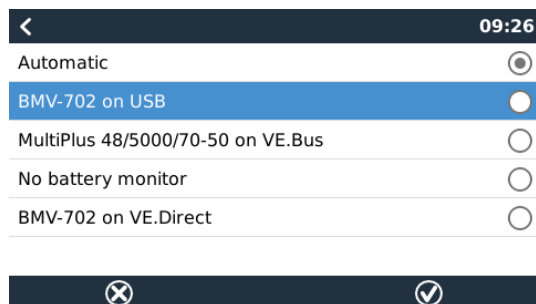 09:26
Automatic
BMV-702 on USB
MultiPlus 48/5000/70-50 on VE.Bus
No battery monitor
BMV-702 on VE.Direct